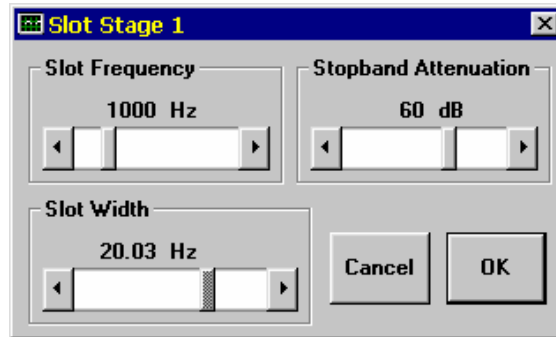 Slot Stage 1
Slot Frequency
1000 Hz
Stopband Attenuation
60 dB
Slot Width
20.03 Hz
Cancel
OK